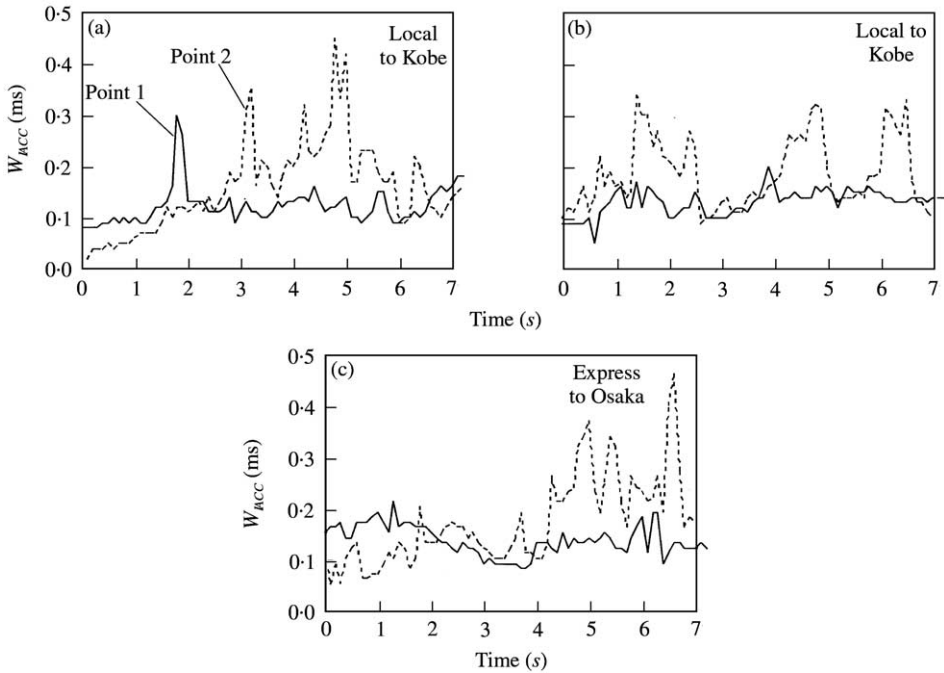 0·5
(a)
Local
to Kobe
Point 2
Point 1
0·4
0·3
0·2
0·1
0·0
W_IACC (ms)
0 1 2 3 4 5 6 7
(b)
Local to
Kobe
0 1 2 3 4 5 6 7
Time (s)
0·5
(c)
Express
to Osaka
0·4
0·3
0·2
0·1
0·0
W_IACC (ms)
0 1 2 3 4 5 6 7
Time (s)